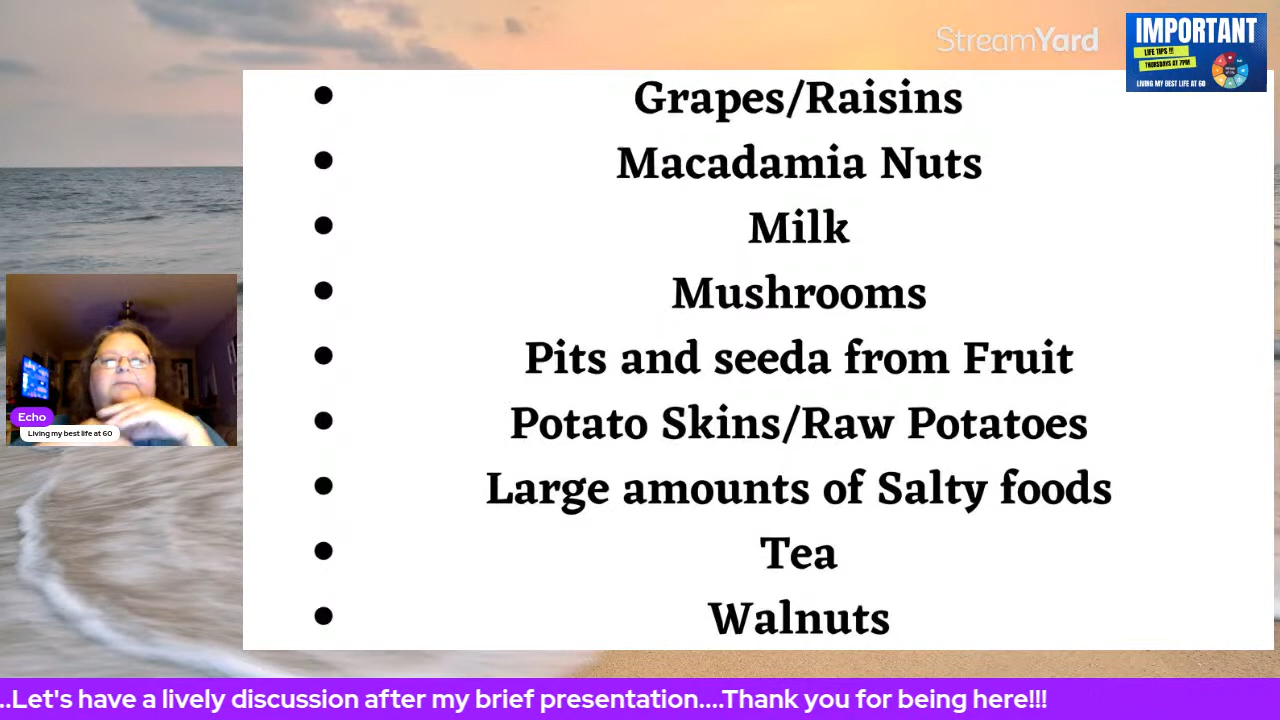 StreamYard
IMPORTANT
LIFE TIPS !!!
THURSDAYS AT 7PM
LIVING MY BEST LIFE AT 60
• Grapes/Raisins
• Macadamia Nuts
• Milk
• Mushrooms
• Pits and seeda from Fruit
• Potato Skins/Raw Potatoes
• Large amounts of Salty foods
• Tea
• Walnuts
Echo
Living my best life at 60
..Let's have a lively discussion after my brief presentation....Thank you for being here!!!